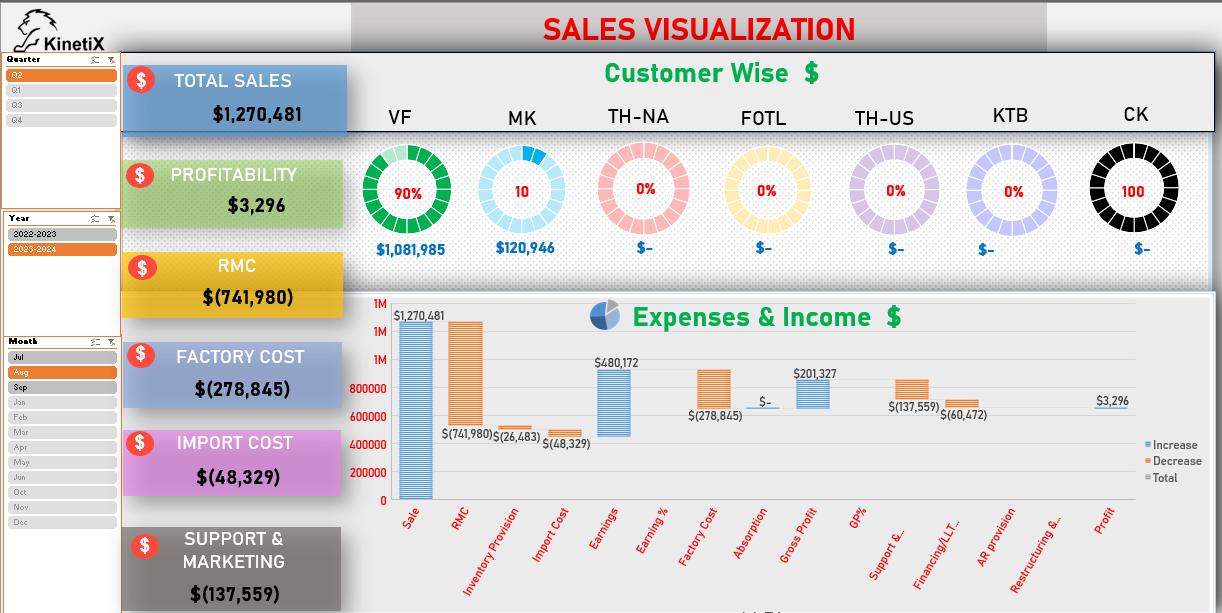 KinetiX
SALES VISUALIZATION
Quarter
Q2
Q1
Q3
Q4
Year
2022-2023
2023-2024
Month
Jul
Aug
Sep
Jan
Feb
Mar
Apr
May
Jun
Oct
Nov
Dec
$
TOTAL SALES
$1,270,481
$
PROFITABILITY
$3,296
$
RMC
$(741,980)
$
FACTORY COST
$(278,845)
$
IMPORT COST
$(48,329)
$
SUPPORT &
MARKETING
$(137,559)
Customer Wise $
VF MK TH-NA FOTL TH-US KTB CK
90% 10 0% 0% 0% 0% 100
$1,081,985 $120,946 $- $- $- $- $-
Expenses & Income $
1M
1M
1M
800000
600000
400000
200000
0
$1,270,481
$(741,980)
$(26,483)
$(48,329)
$480,172
$(278,845)
$-
$201,327
$(137,559)
$(60,472)
$3,296
Sale
RMC
Inventory Provision
Import Cost
Earnings
Earning %
Factory Cost
Absorption
Gross Profit
GP%
Support &...
Financing/LLT...
AR provision
Restructuring &...
Profit
Increase
Decrease
Total